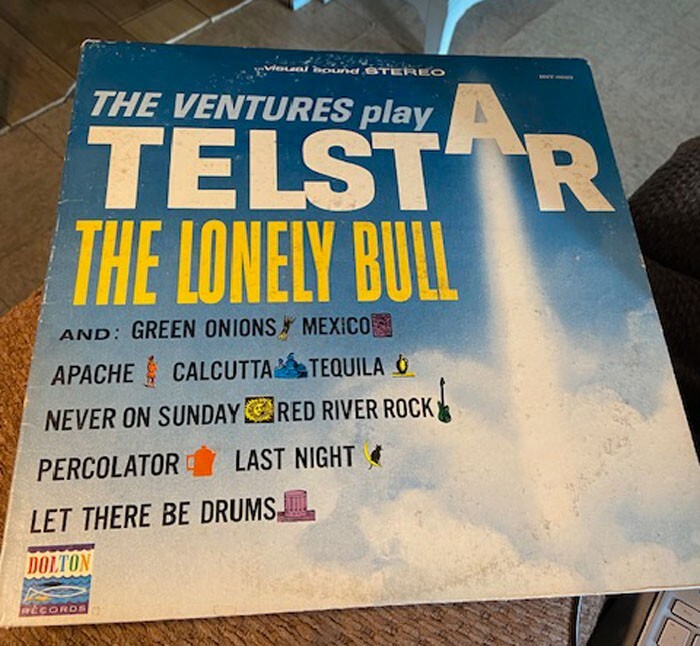 visual sound STEREO
THE VENTURES play
TELSTAR
THE LONELY BULL
AND: GREEN ONIONS MEXICO
APACHE CALCUTTA TEQUILA
NEVER ON SUNDAY RED RIVER ROCK
PERCOLATOR LAST NIGHT
LET THERE BE DRUMS
DOLTON
RECORDS